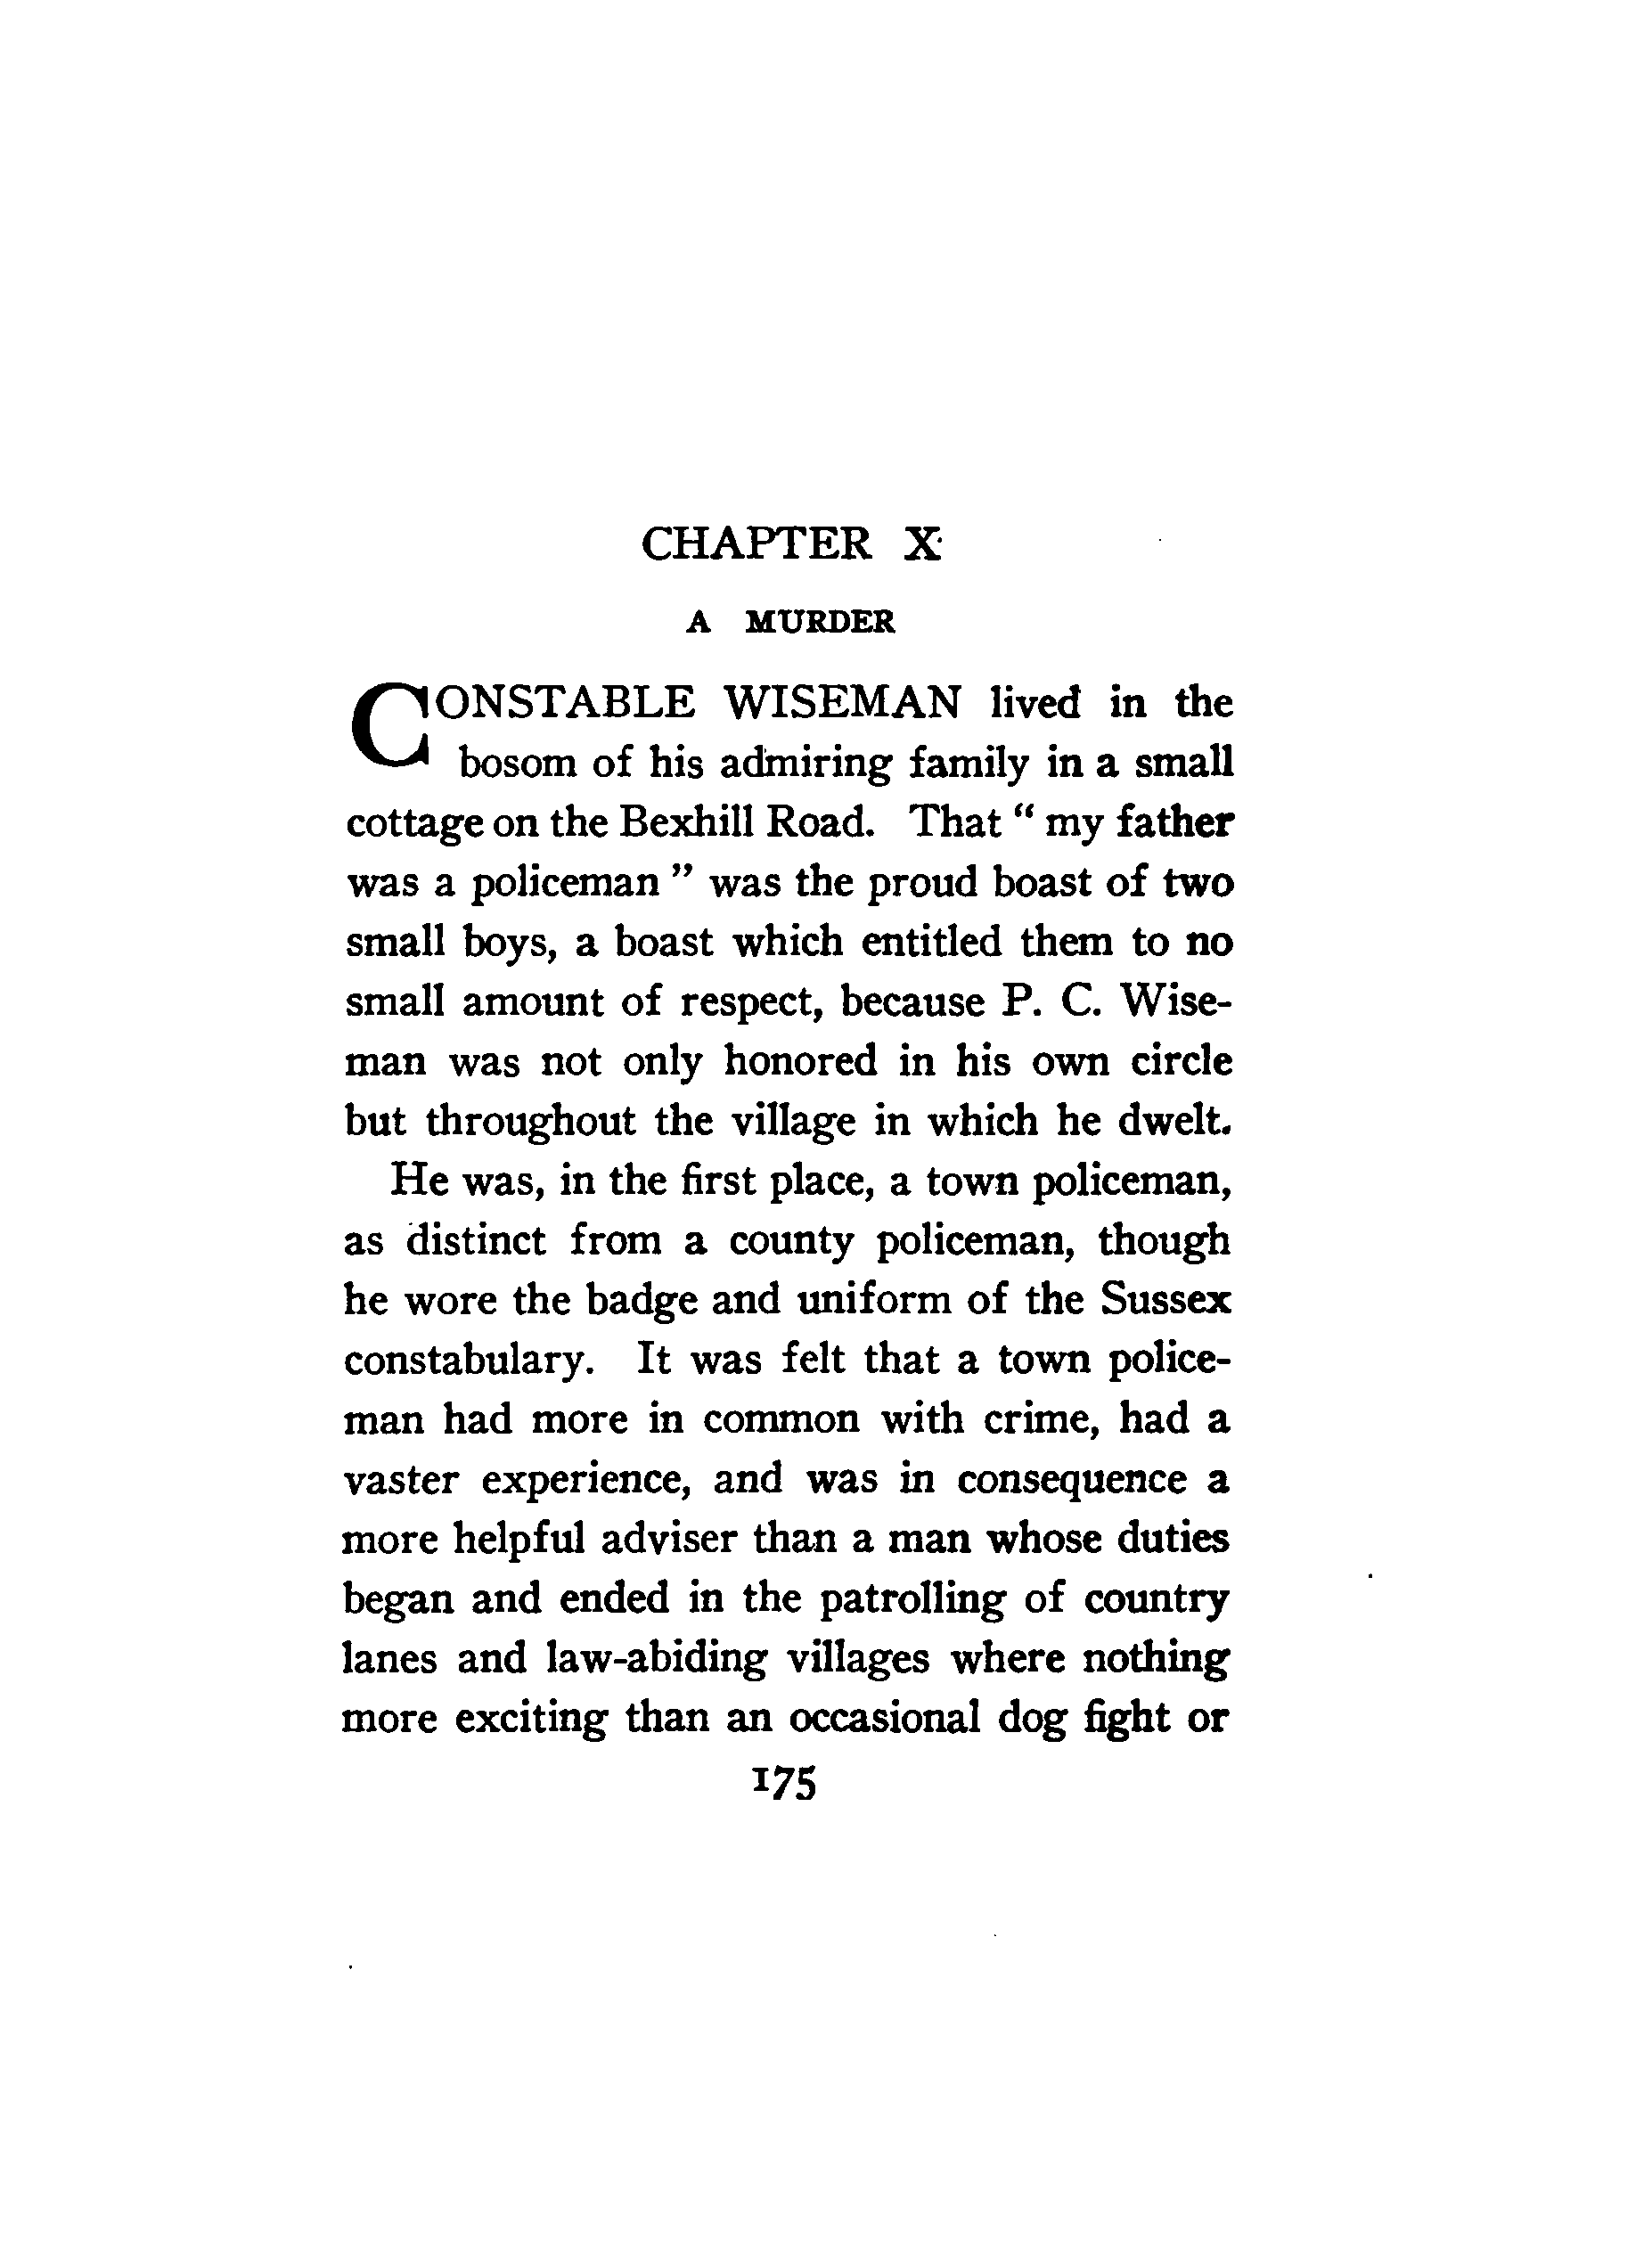 CHAPTER X
A MURDER
CONSTABLE WISEMAN lived in the
bosom of his admiring family in a small
cottage on the Bexhill Road. That " my father
was a policeman " was the proud boast of two
small boys, a boast which entitled them to no
small amount of respect, because P. C. Wise-
man was not only honored in his own circle
but throughout the village in which he dwelt.
He was, in the first place, a town policeman,
as distinct from a county policeman, though
he wore the badge and uniform of the Sussex
constabulary. It was felt that a town police-
man had more in common with crime, had a
vaster experience, and was in consequence a
more helpful adviser than a man whose duties
began and ended in the patrolling of country
lanes and law-abiding villages where nothing
more exciting than an occasional dog fight or
175